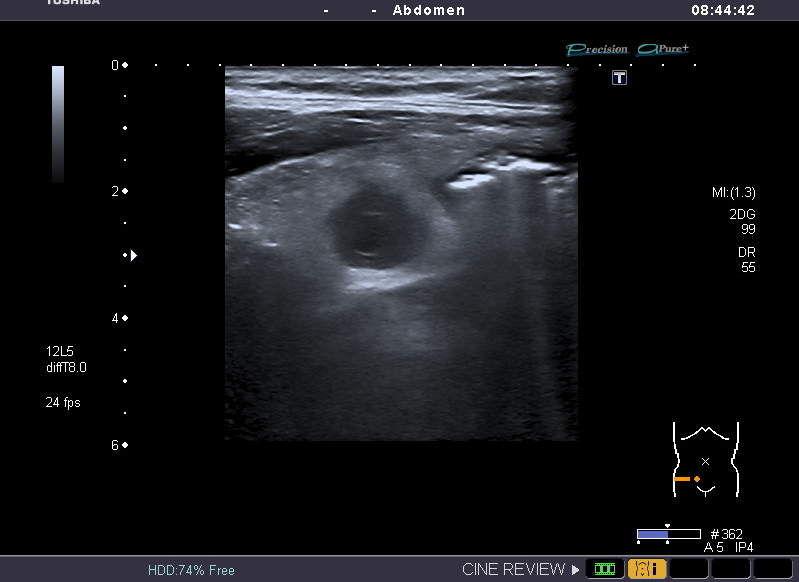 TOSHIBA
- - Abdomen 08:44:42
Precision APure+
T
0
2
4
6
MI:(1.3)
2DG
99
DR
55
12L5
diffT8.0
24 fps
#362
A 5 IP4
HDD:74% Free
CINE REVIEW
i